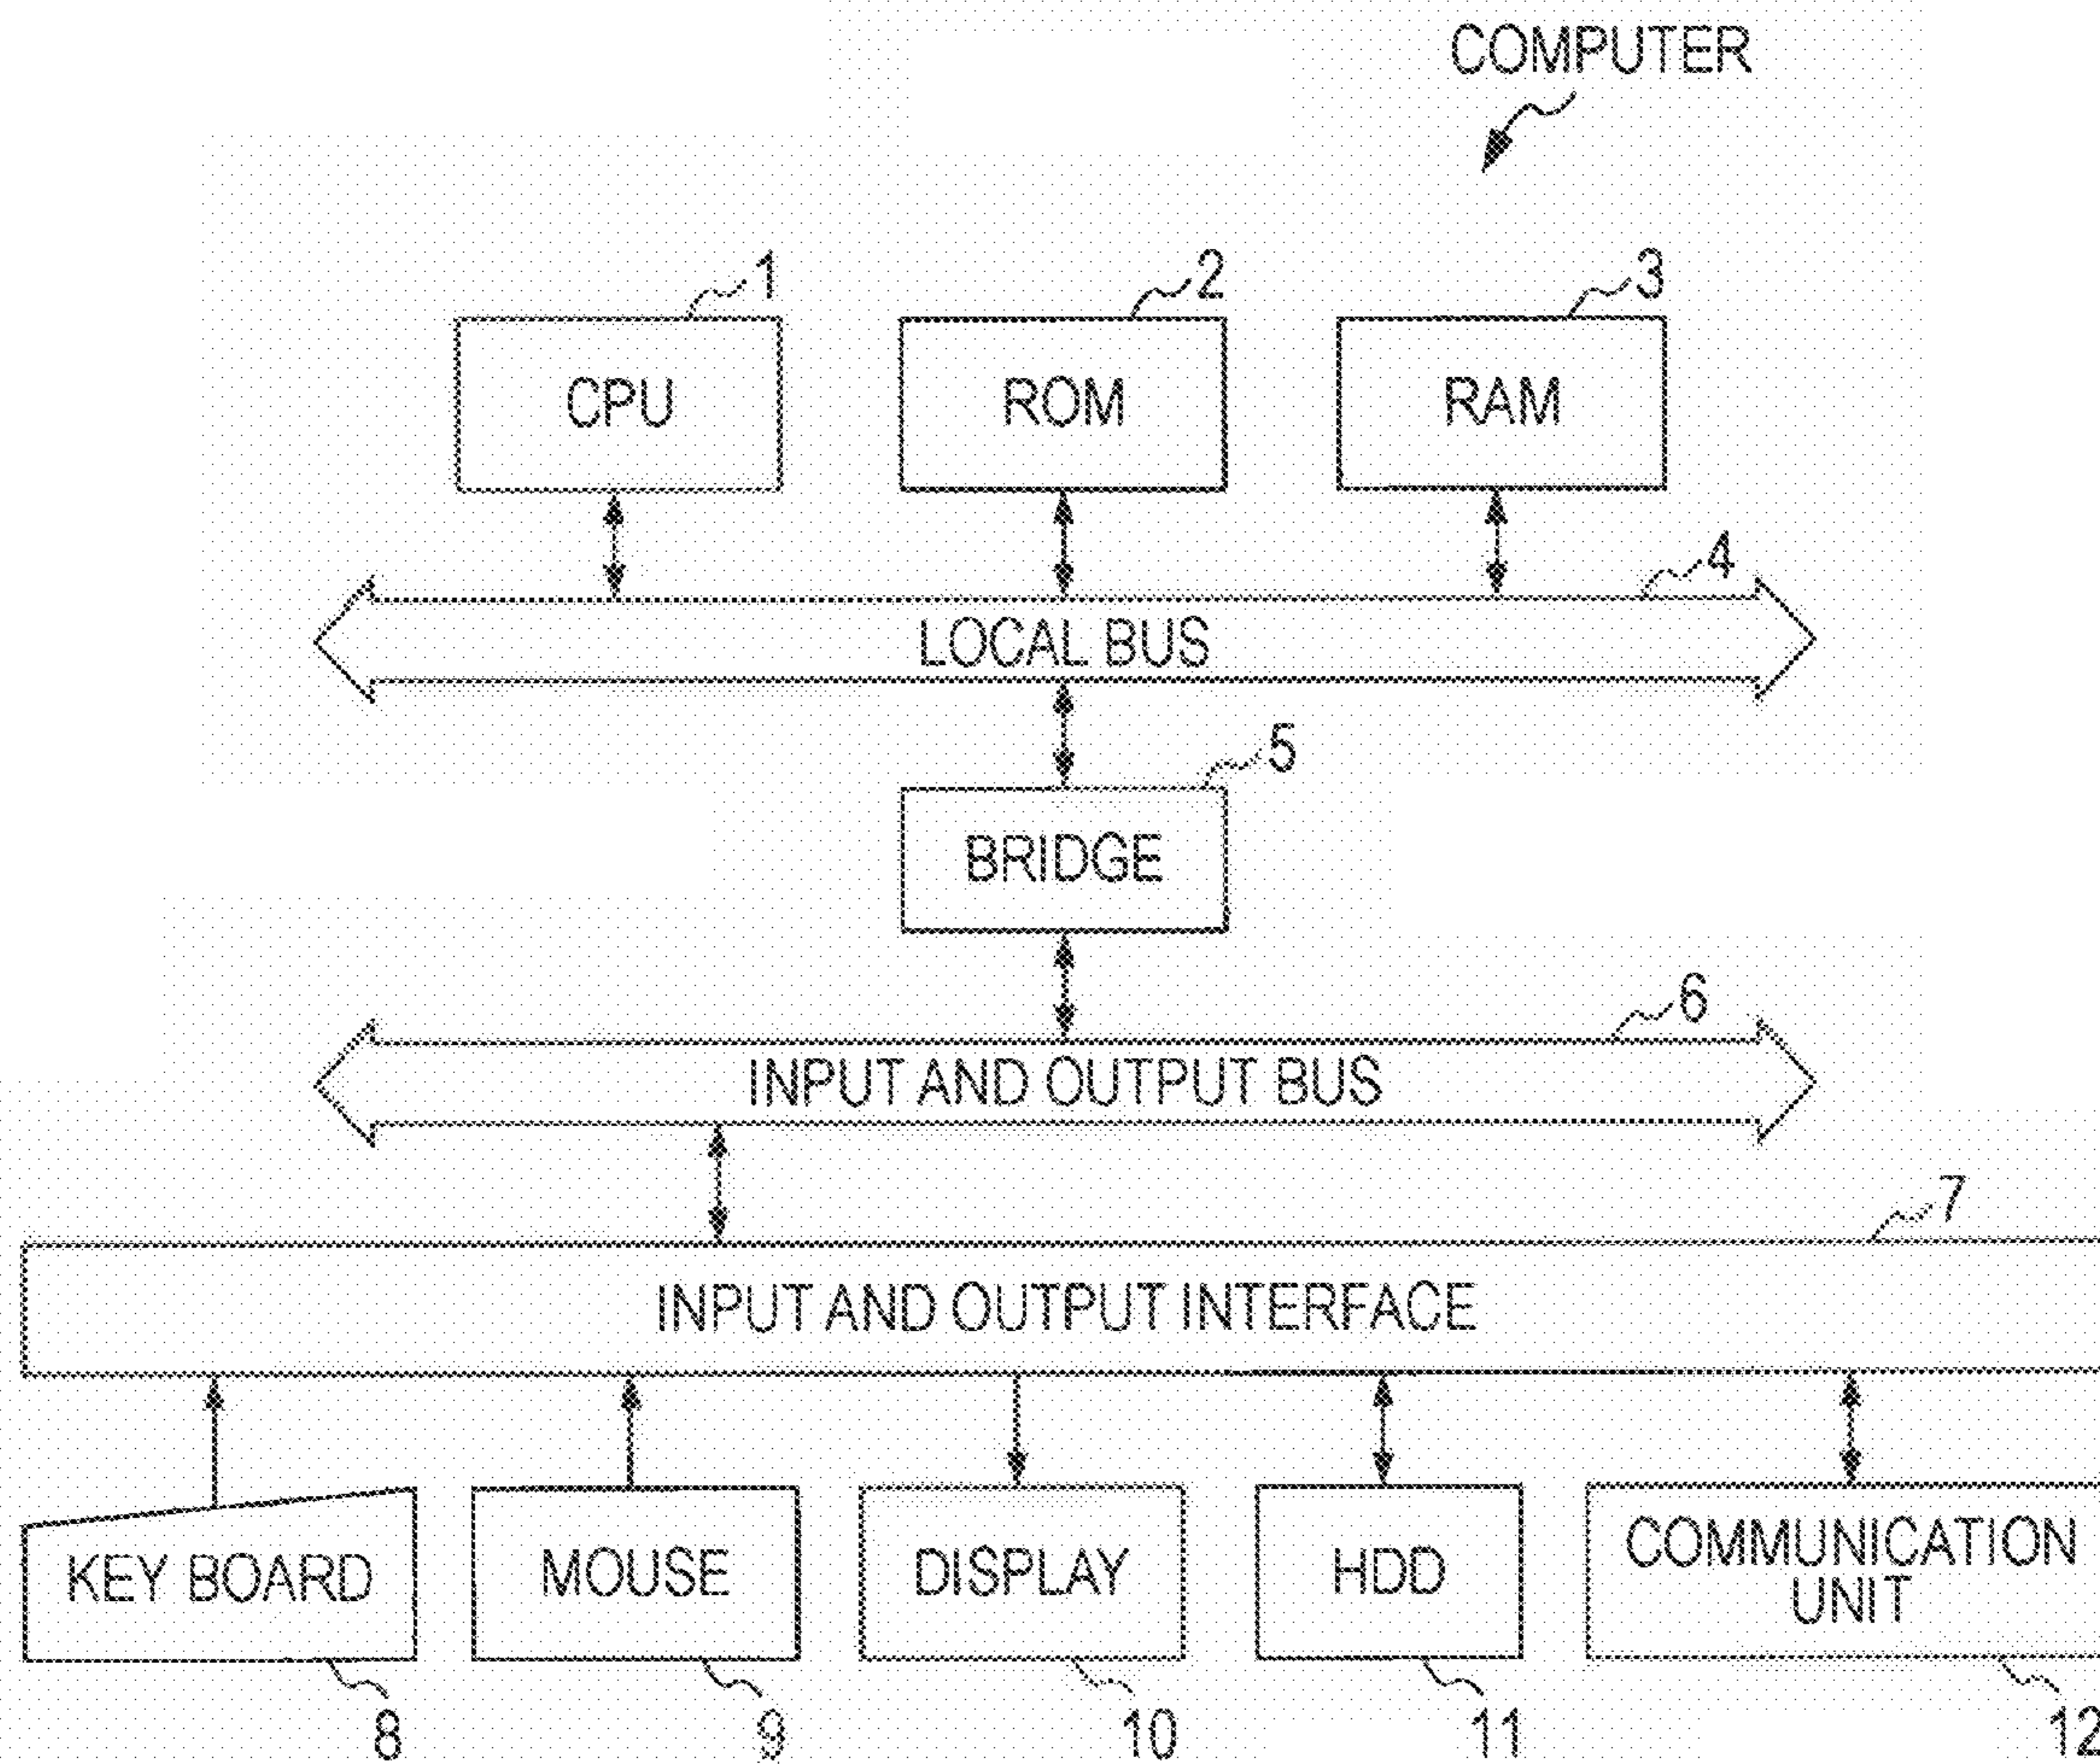 COMPUTER
1
2
3
CPU
ROM
RAM
4
LOCAL BUS
5
BRIDGE
6
INPUT AND OUTPUT BUS
7
INPUT AND OUTPUT INTERFACE
KEY BOARD
MOUSE
DISPLAY
HDD
COMMUNICATION
UNIT
8
9
10
11
12